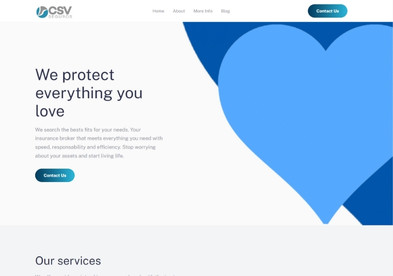 CSV
Home
About
More Info
Blog
Contact Us
We protect
everything you
love
We search the bests fits for your needs. Your
insurance broker that meets everything you need with
speed, responsability and efficiency. Stop worrying
about your assets and start living life.
Contact Us
Our services